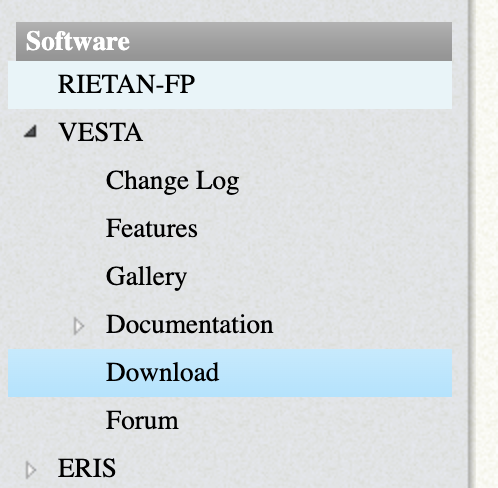 Software
RIETAN-FP
VESTA
Change Log
Features
Gallery
Documentation
Download
Forum
ERIS